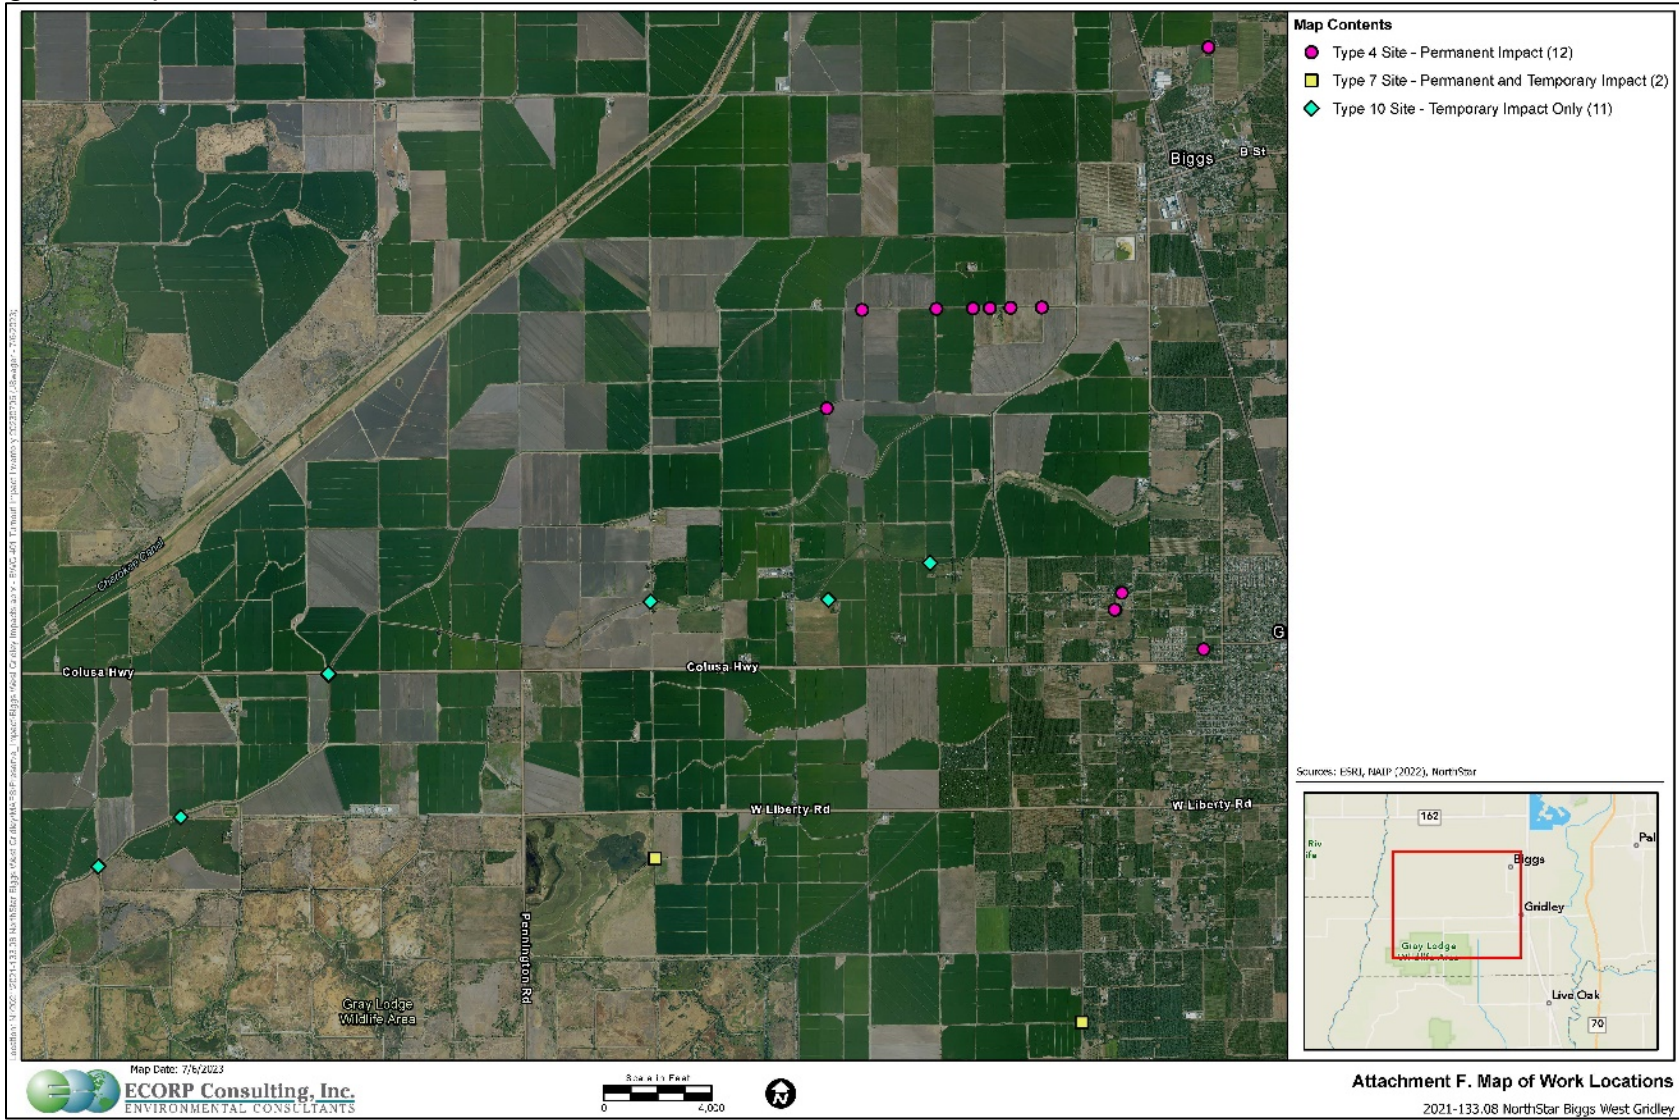 Map Contents
Type 4 Site - Permanent Impact (12)
Type 7 Site - Permanent and Temporary Impact (2)
Type 10 Site - Temporary Impact Only (11)
Biggs
B St
Cherokee Canal
G
Colusa Hwy
Colusa Hwy
W Liberty Rd
W Liberty Rd
Pennington Rd
Gray Lodge
Wildlife Area
Sources: ESRI, NAIP (2022), NorthStar
162
Riv
ife
Pal
Biggs
Gridley
Gray Lodge
Wildlife Area
Live Oak
70
Map Date: 7/6/2023
ECORP Consulting, Inc.
ENVIRONMENTAL CONSULTANTS
Scale in Feet
0 4,000
N
Attachment F. Map of Work Locations
2021-133.08 NorthStar Biggs West Gridley